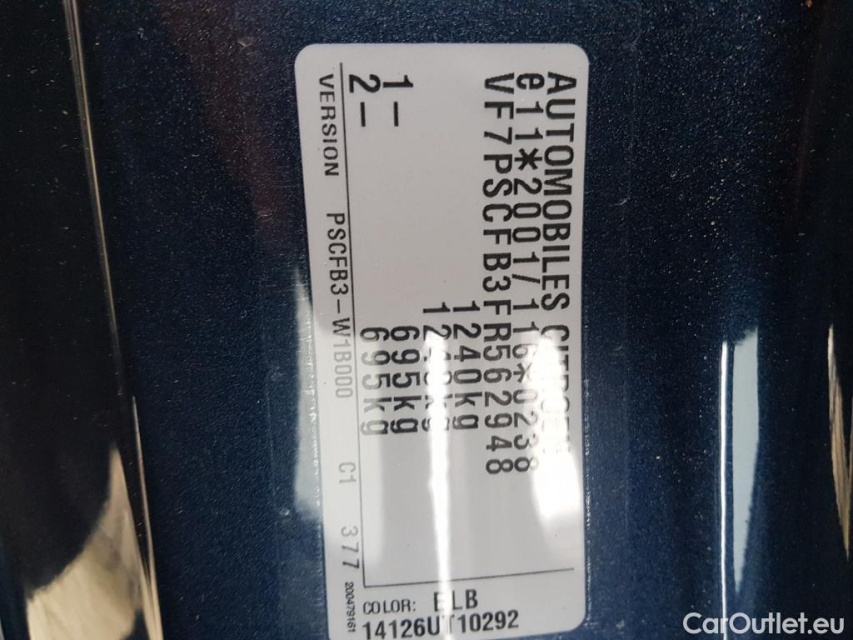 AUTOMOBILES
e11*2001/116*0238
VF7PSCFB3FR562948
1240kg
1- 695kg
2- 695kg
VERSION PSCFB3-W1B000 C1 377
200479161
COLOR: ELB
14126UT10292
CarOutlet.eu